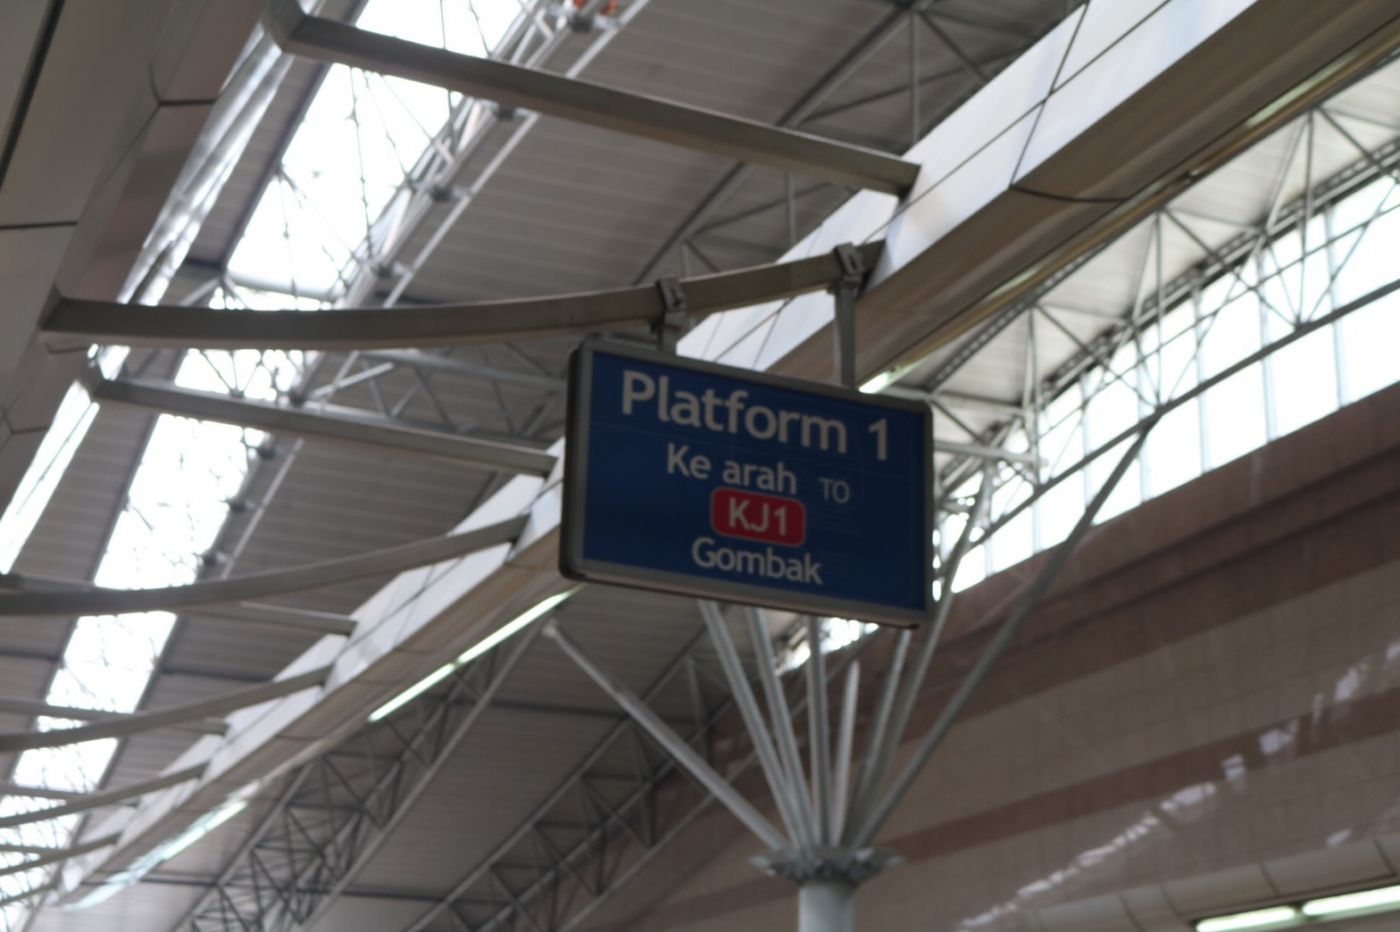 Platform 1
Ke arah TO
KJ1
Gombak